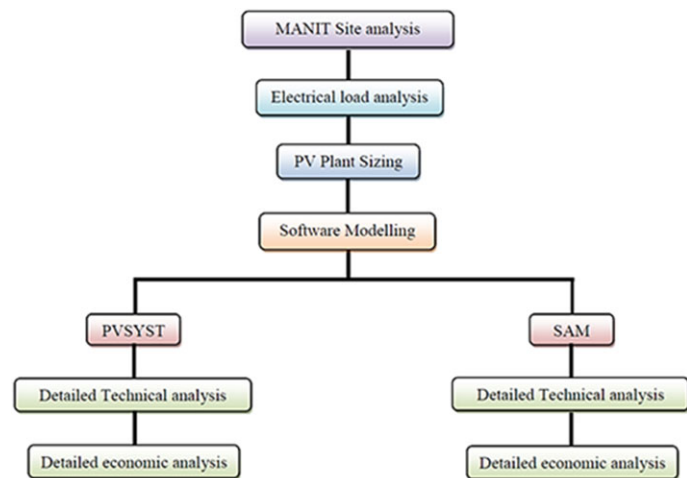 MANIT Site analysis
Electrical load analysis
PV Plant Sizing
Software Modelling
PVSYST
SAM
Detailed Technical analysis
Detailed Technical analysis
Detailed economic analysis
Detailed economic analysis